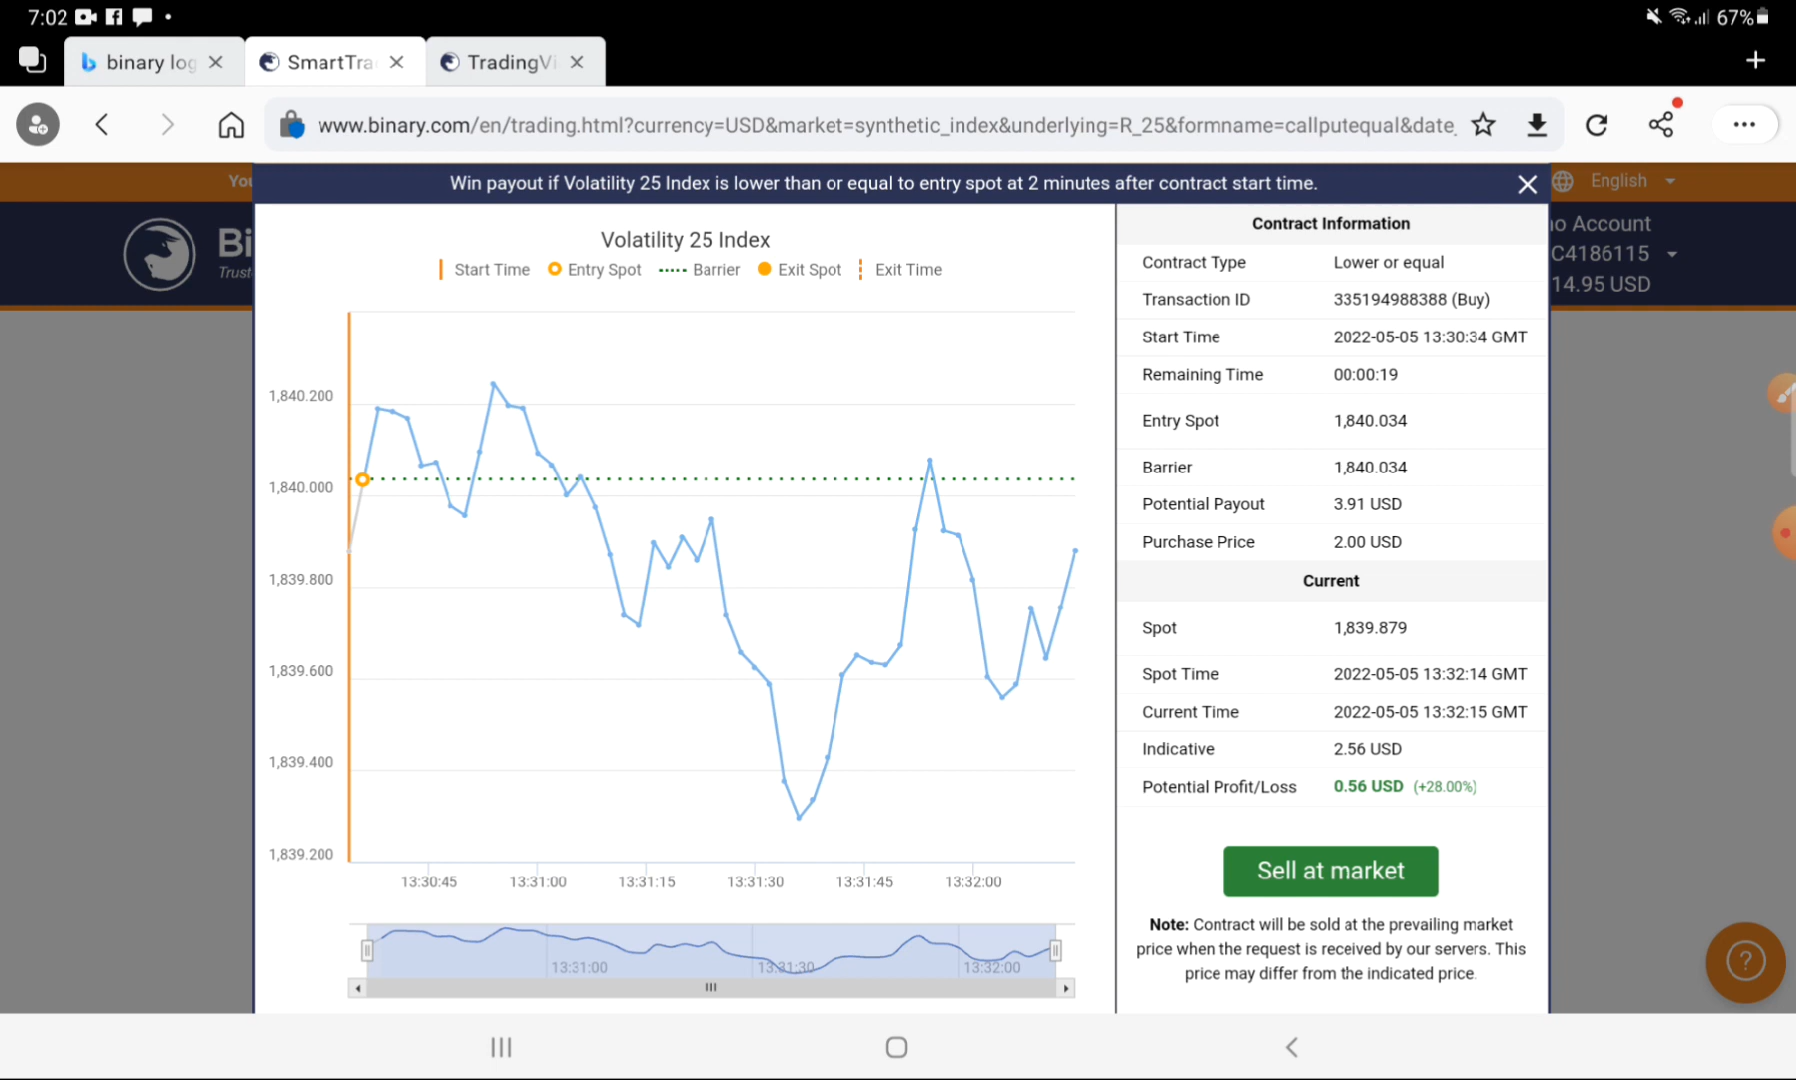 7:02
67%
binary log
SmartTra
TradingVi
www.binary.com/en/trading.html?currency=USD&market=synthetic_index&underlying=R_25&formname=callputequal&date_
You
Win payout if Volatility 25 Index is lower than or equal to entry spot at 2 minutes after contract start time.
English
Bi
Trust
o Account
C4186115
14.95 USD
Volatility 25 Index
Start Time Entry Spot Barrier Exit Spot Exit Time
1,840.200
1,840.000
1,839.800
1,839.600
1,839.400
1,839.200
13:30:45 13:31:00 13:31:15 13:31:30 13:31:45 13:32:00
13:31:00 13:31:30 13:32:00
Contract Information
Contract Type Lower or equal
Transaction ID 335194988388 (Buy)
Start Time 2022-05-05 13:30:34 GMT
Remaining Time 00:00:19
Entry Spot 1,840.034
Barrier 1,840.034
Potential Payout 3.91 USD
Purchase Price 2.00 USD
Current
Spot 1,839.879
Spot Time 2022-05-05 13:32:14 GMT
Current Time 2022-05-05 13:32:15 GMT
Indicative 2.56 USD
Potential Profit/Loss 0.56 USD (+28.00%)
Sell at market
Note: Contract will be sold at the prevailing market
price when the request is received by our servers. This
price may differ from the indicated price.